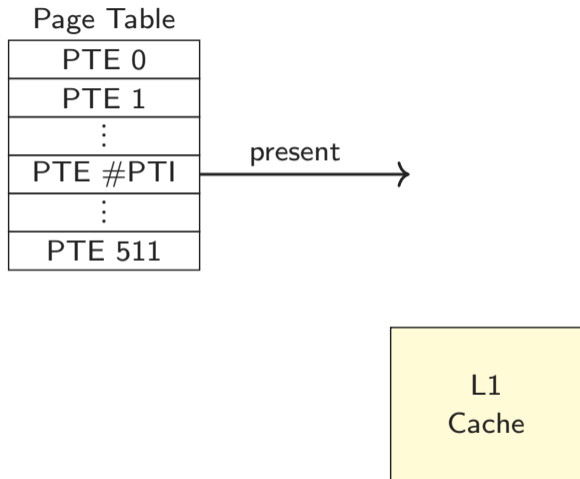 Page Table
PTE 0
PTE 1
⋮
PTE #PTI
present
⋮
PTE 511
L1
Cache